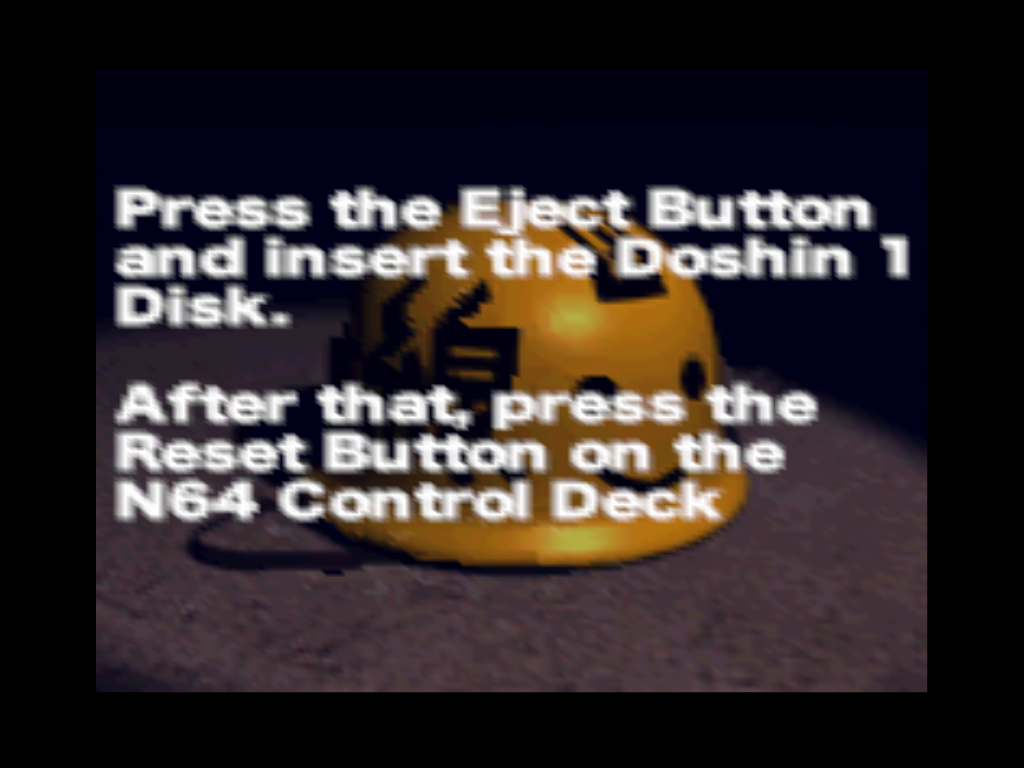 Press the Eject Button
and insert the Doshin 1
Disk.
After that, press the
Reset Button on the
N64 Control Deck